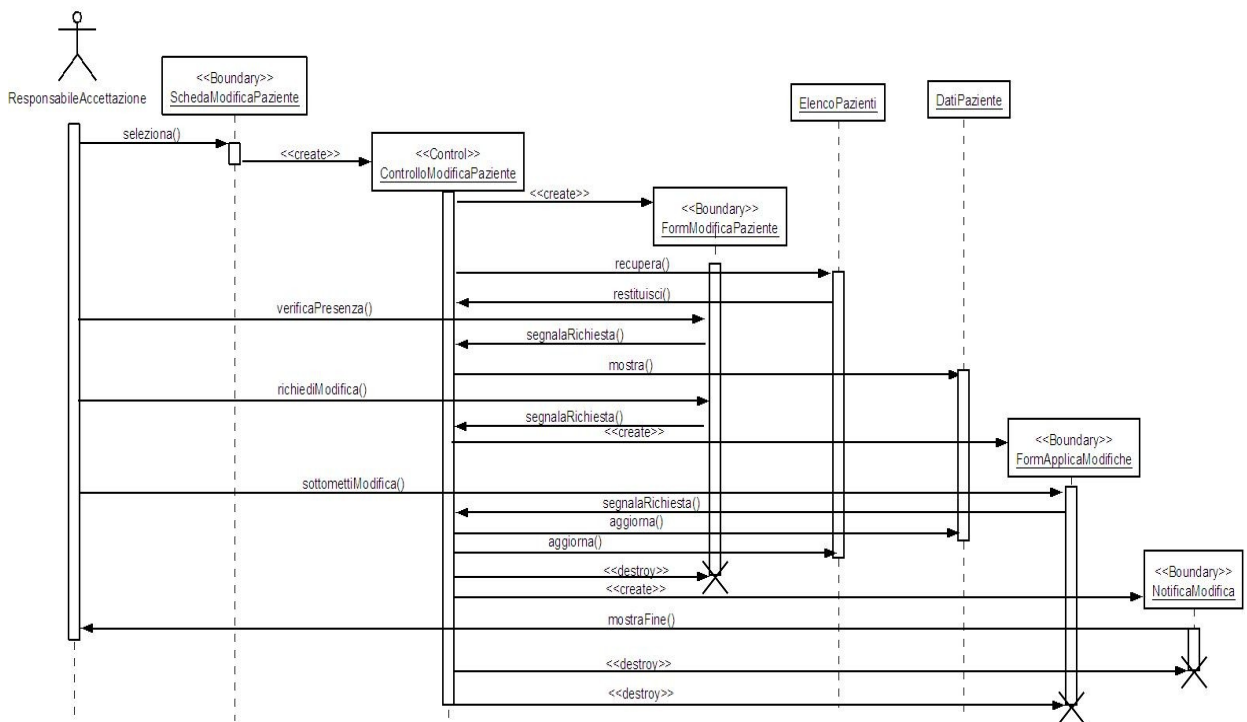 <<Boundary>>
SchedaModificaPaziente
ResponsabileAccettazione
ElencoPazienti
DatiPaziente
seleziona()
<<create>>
<<Control>>
ControlloModificaPaziente
<<create>>
<<Boundary>>
FormModificaPaziente
recupera()
restituisci()
verificaPresenza()
segnalaRichiesta()
mostra()
richiediModifica()
segnalaRichiesta()
<<create>>
<<Boundary>>
FormApplicaModifiche
sottomettiModifica()
segnalaRichiesta()
aggiorna()
aggiorna()
<<destroy>>
<<create>>
<<Boundary>>
NotificaModifica
mostraFine()
<<destroy>>
<<destroy>>